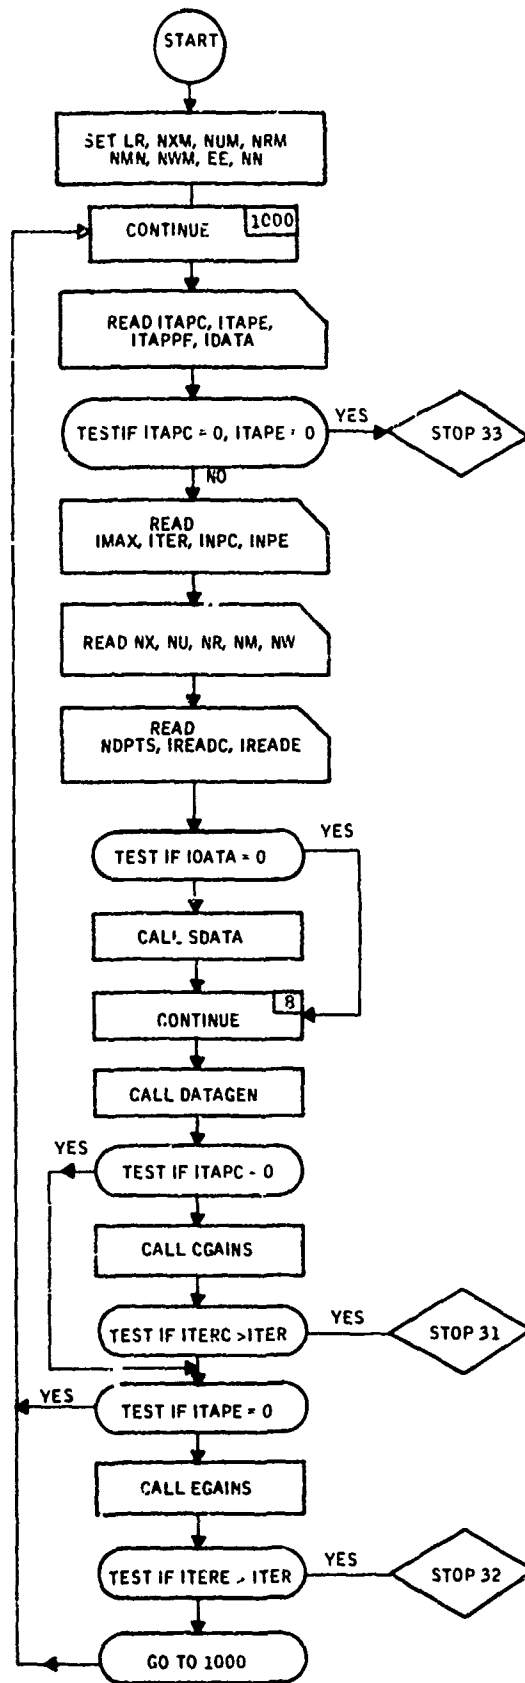 START
SET LR, NXM, NUM, NRM
NMN, NWM, EE, NN
CONTINUE
1000
READ ITAPC, ITAPE,
ITAPPF, IDATA
TEST IF ITAPC = 0, ITAPE = 0
YES
STOP 33
NO
READ
IMAX, ITER, INPC, INPE
READ NX, NU, NR, NM, NW
READ
NDPTS, IREADC, IREADE
TEST IF IDATA = 0
YES
CALL SDATA
CONTINUE
8
CALL DATAGEN
YES
TEST IF ITAPC - 0
CALL CGAINS
TEST IF ITERC >ITER
YES
STOP 31
YES
TEST IF ITAPE = 0
CALL EGAINS
TEST IF ITERE > ITER
YES
STOP 32
GO TO 1000